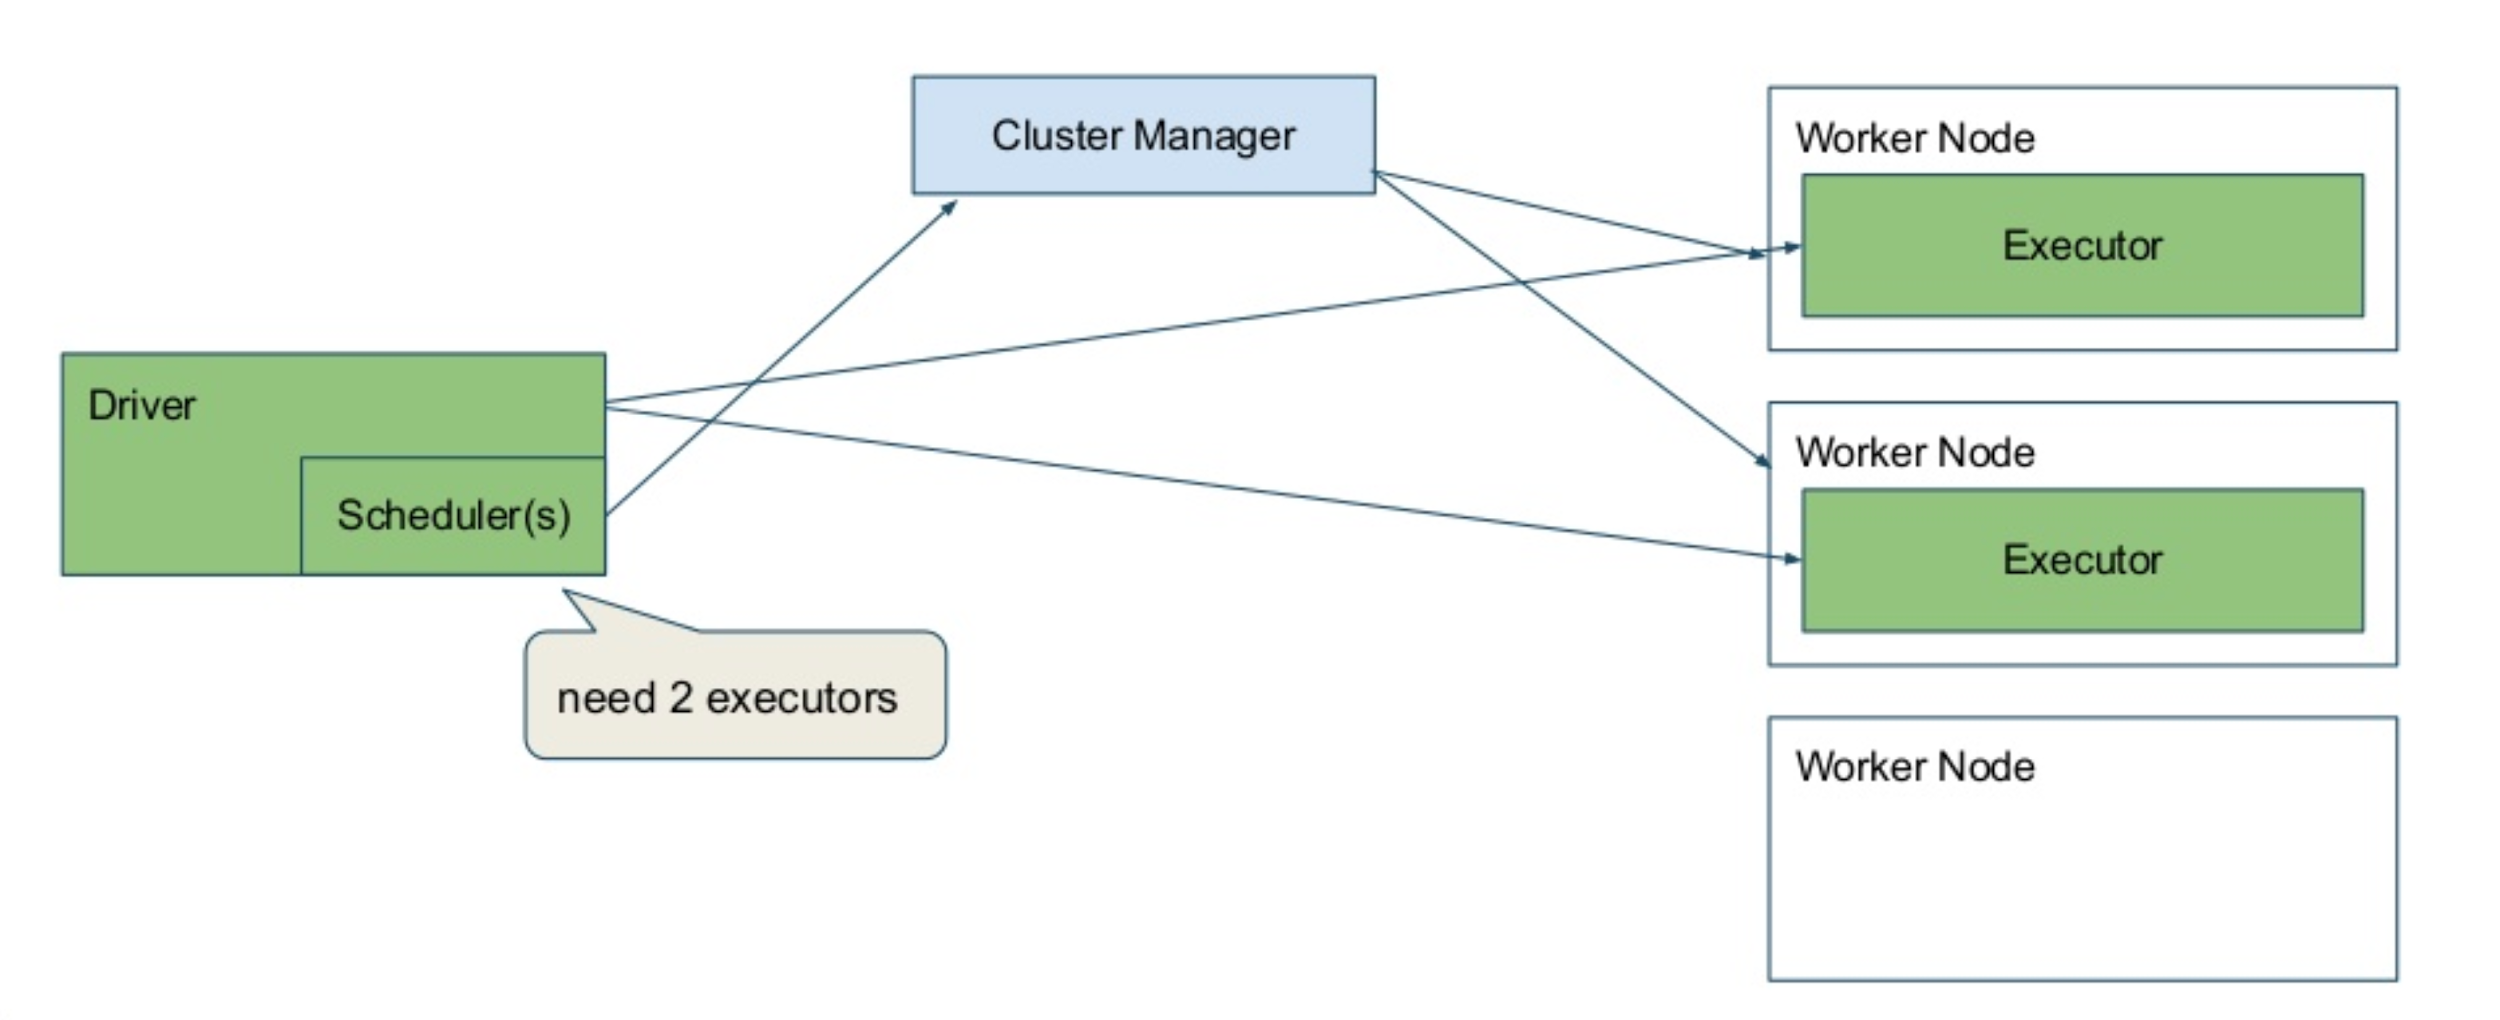 Cluster Manager
Worker Node
Executor
Driver
Scheduler(s)
Worker Node
Executor
need 2 executors
Worker Node